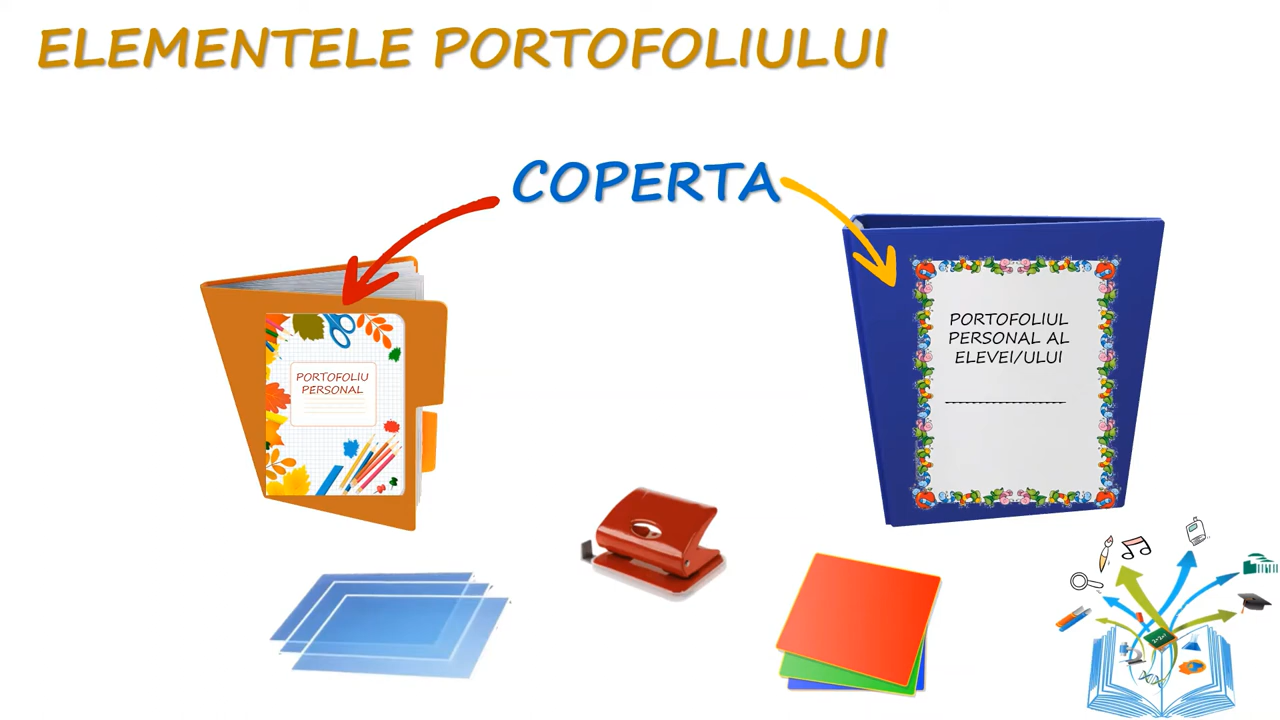 ELEMENTELE PORTOFOLIULUI
COPERTA
PORTOFOLIU
PERSONAL
PORTOFOLIUL
PERSONAL AL
ELEVEI/ULUI